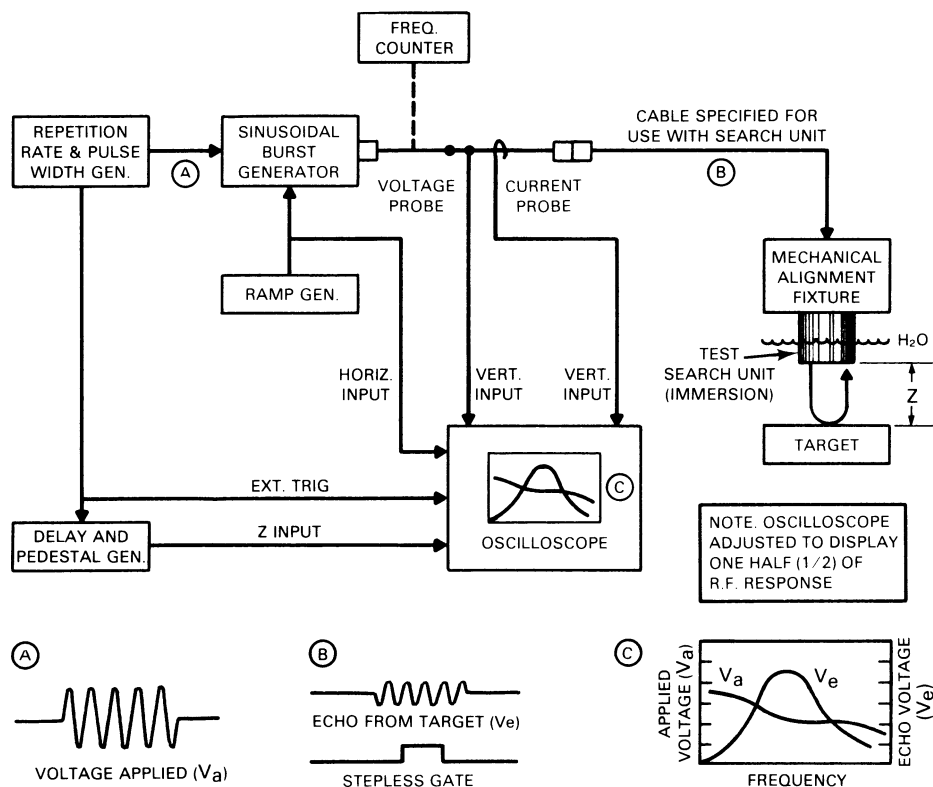 FREQ.
COUNTER
REPETITION
RATE & PULSE
WIDTH GEN.
A
SINUSOIDAL
BURST
GENERATOR
CABLE SPECIFIED FOR
USE WITH SEARCH UNIT
B
VOLTAGE
PROBE
CURRENT
PROBE
RAMP GEN.
MECHANICAL
ALIGNMENT
FIXTURE
H₂O
TEST
SEARCH UNIT
(IMMERSION)
Z
TARGET
HORIZ.
INPUT
VERT.
INPUT
VERT.
INPUT
EXT. TRIG
C
OSCILLOSCOPE
DELAY AND
PEDESTAL GEN.
Z INPUT
NOTE. OSCILLOSCOPE
ADJUSTED TO DISPLAY
ONE HALF (1/2) OF
R.F. RESPONSE
A
VOLTAGE APPLIED (Va)
B
ECHO FROM TARGET (Ve)
STEPLESS GATE
C
APPLIED
VOLTAGE (Va)
Va
Ve
ECHO VOLTAGE
(Ve)
FREQUENCY